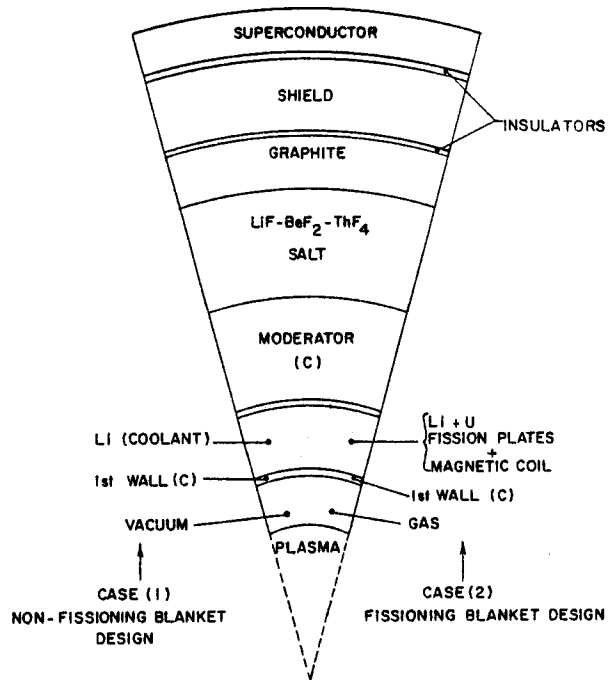 SUPERCONDUCTOR
SHIELD
INSULATORS
GRAPHITE
LiF-BeF2-ThF4
SALT
MODERATOR
(C)
Li (COOLANT)
Li + U
FISSION PLATES
+
MAGNETIC COIL
1st WALL (C)
1st WALL (C)
VACUUM
GAS
PLASMA
CASE (1)
NON-FISSIONING BLANKET
DESIGN
CASE (2)
FISSIONING BLANKET DESIGN